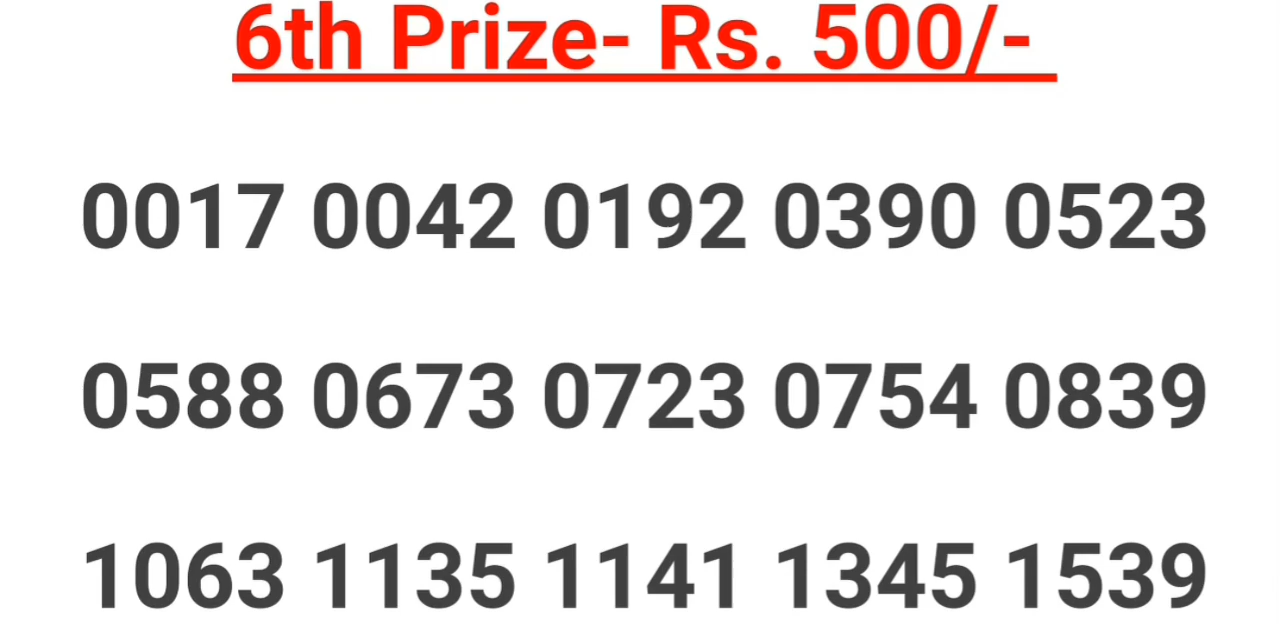 6th Prize- Rs. 500/-
0017 0042 0192 0390 0523
0588 0673 0723 0754 0839
1063 1135 1141 1345 1539